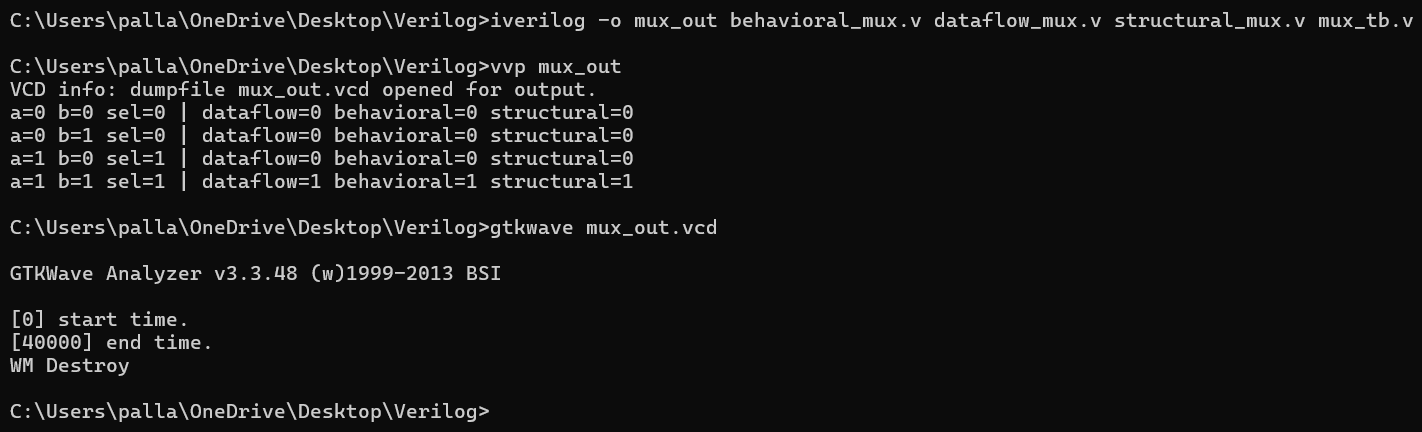 C:\Users\palla\OneDrive\Desktop\Verilog>iverilog -o mux_out behavioral_mux.v dataflow_mux.v structural_mux.v mux_tb.v
C:\Users\palla\OneDrive\Desktop\Verilog>vvp mux_out
VCD info: dumpfile mux_out.vcd opened for output.
a=0 b=0 sel=0 | dataflow=0 behavioral=0 structural=0
a=0 b=1 sel=0 | dataflow=0 behavioral=0 structural=0
a=1 b=0 sel=1 | dataflow=0 behavioral=0 structural=0
a=1 b=1 sel=1 | dataflow=1 behavioral=1 structural=1
C:\Users\palla\OneDrive\Desktop\Verilog>gtkwave mux_out.vcd
GTKWave Analyzer v3.3.48 (w)1999-2013 BSI
[0] start time.
[40000] end time.
WM Destroy
C:\Users\palla\OneDrive\Desktop\Verilog>